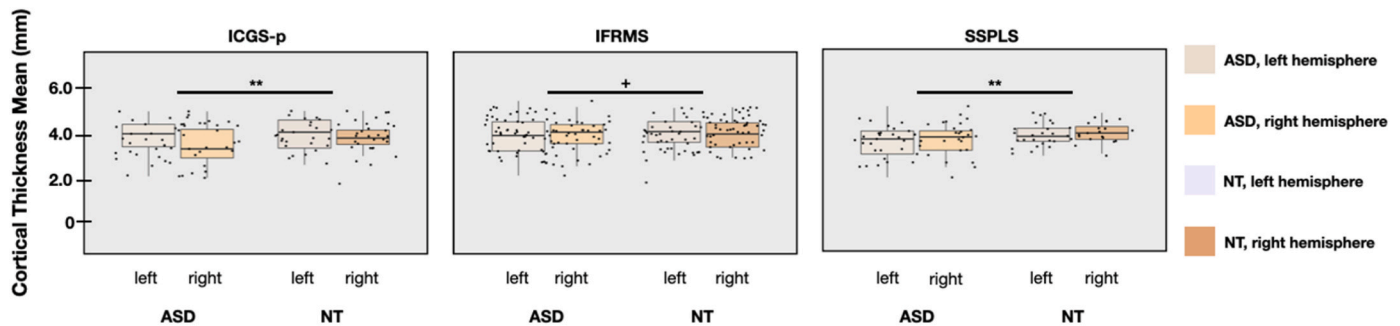 Cortical Thickness Mean (mm)
ICGS-p
IFRMS
SSPLS
**
+
**
6.0
4.0
2.0
0
left right left right
left right left right
left right left right
ASD NT
ASD NT
ASD NT
ASD, left hemisphere
ASD, right hemisphere
NT, left hemisphere
NT, right hemisphere